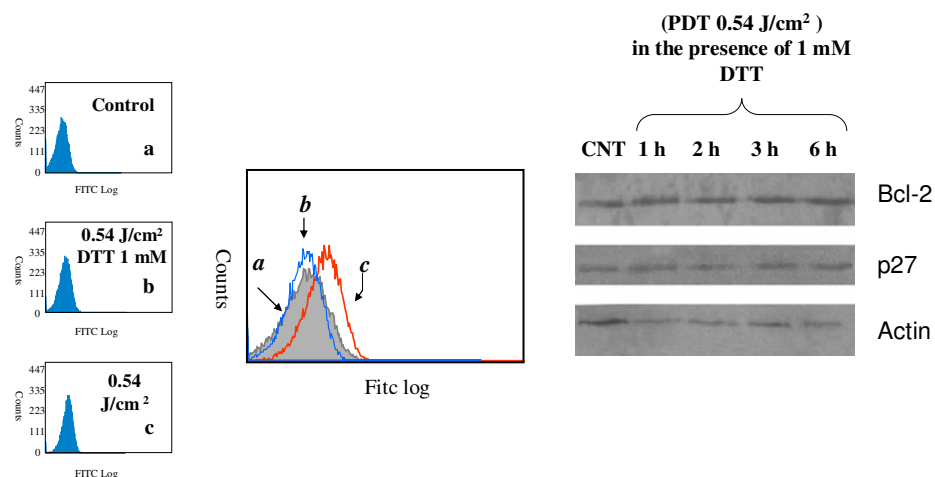 447
335
223
111
0
Counts
Control
a
FITC Log
447
335
223
111
0
Counts
0.54 J/cm²
DTT 1 mM
b
FITC Log
447
335
223
111
0
Counts
0.54
J/cm ²
c
FITC Log
Counts
a
b
c
Fitc log
(PDT 0.54 J/cm² )
in the presence of 1 mM
DTT
CNT 1 h 2 h 3 h 6 h
Bcl-2
p27
Actin